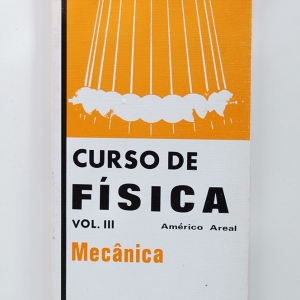 CURSO DE
FÍSICA
VOL. III Américo Areal
Mecânica